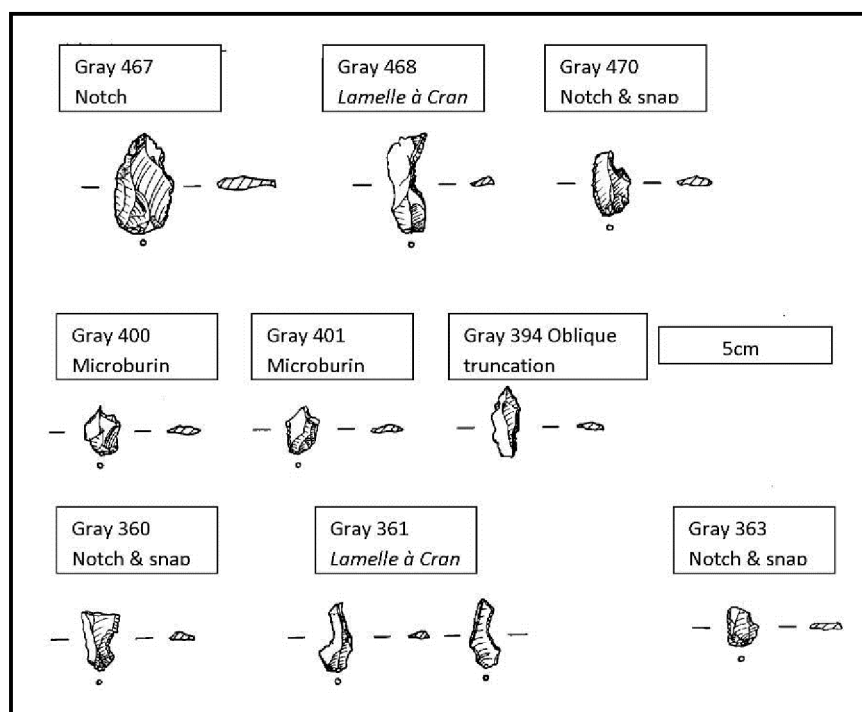 Gray 467
Notch
Gray 468
Lamelle à Cran
Gray 470
Notch & snap
Gray 400
Microburin
Gray 401
Microburin
Gray 394 Oblique
truncation
5cm
Gray 360
Notch & snap
Gray 361
Lamelle à Cran
Gray 363
Notch & snap